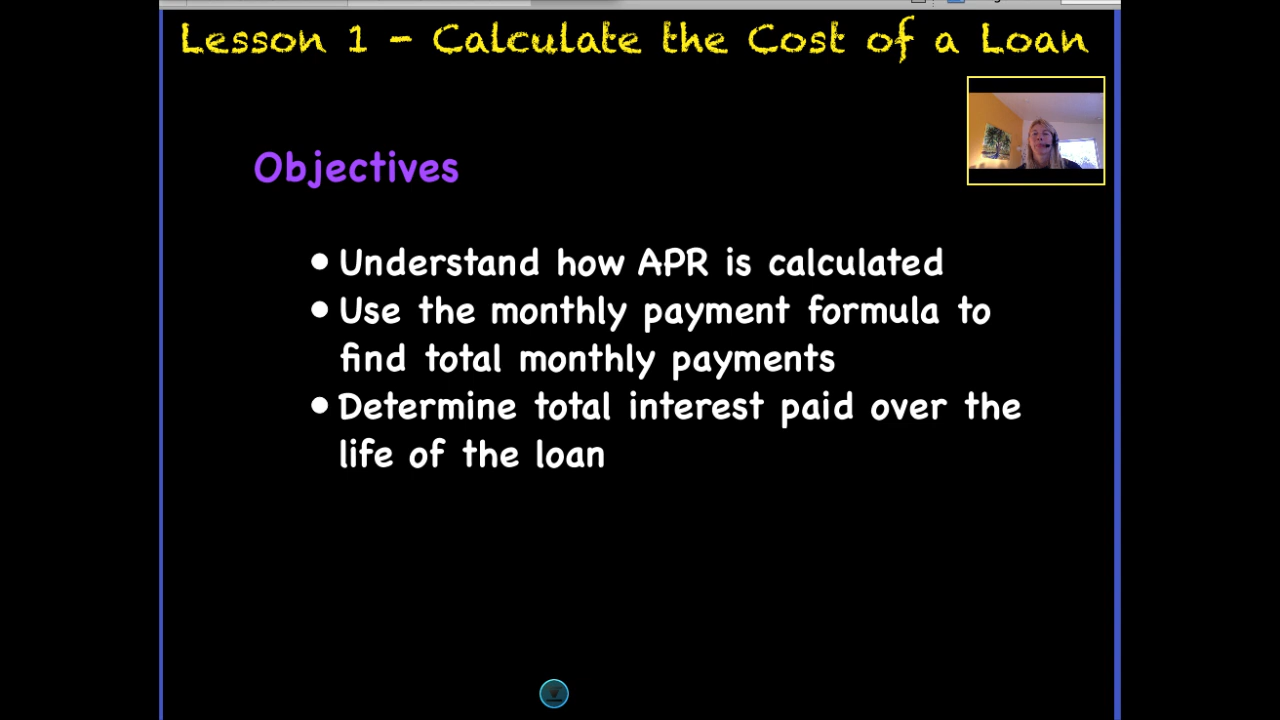 Lesson 1 - Calculate the Cost of a Loan
Objectives
• Understand how APR is calculated
• Use the monthly payment formula to
find total monthly payments
• Determine total interest paid over the
life of the loan